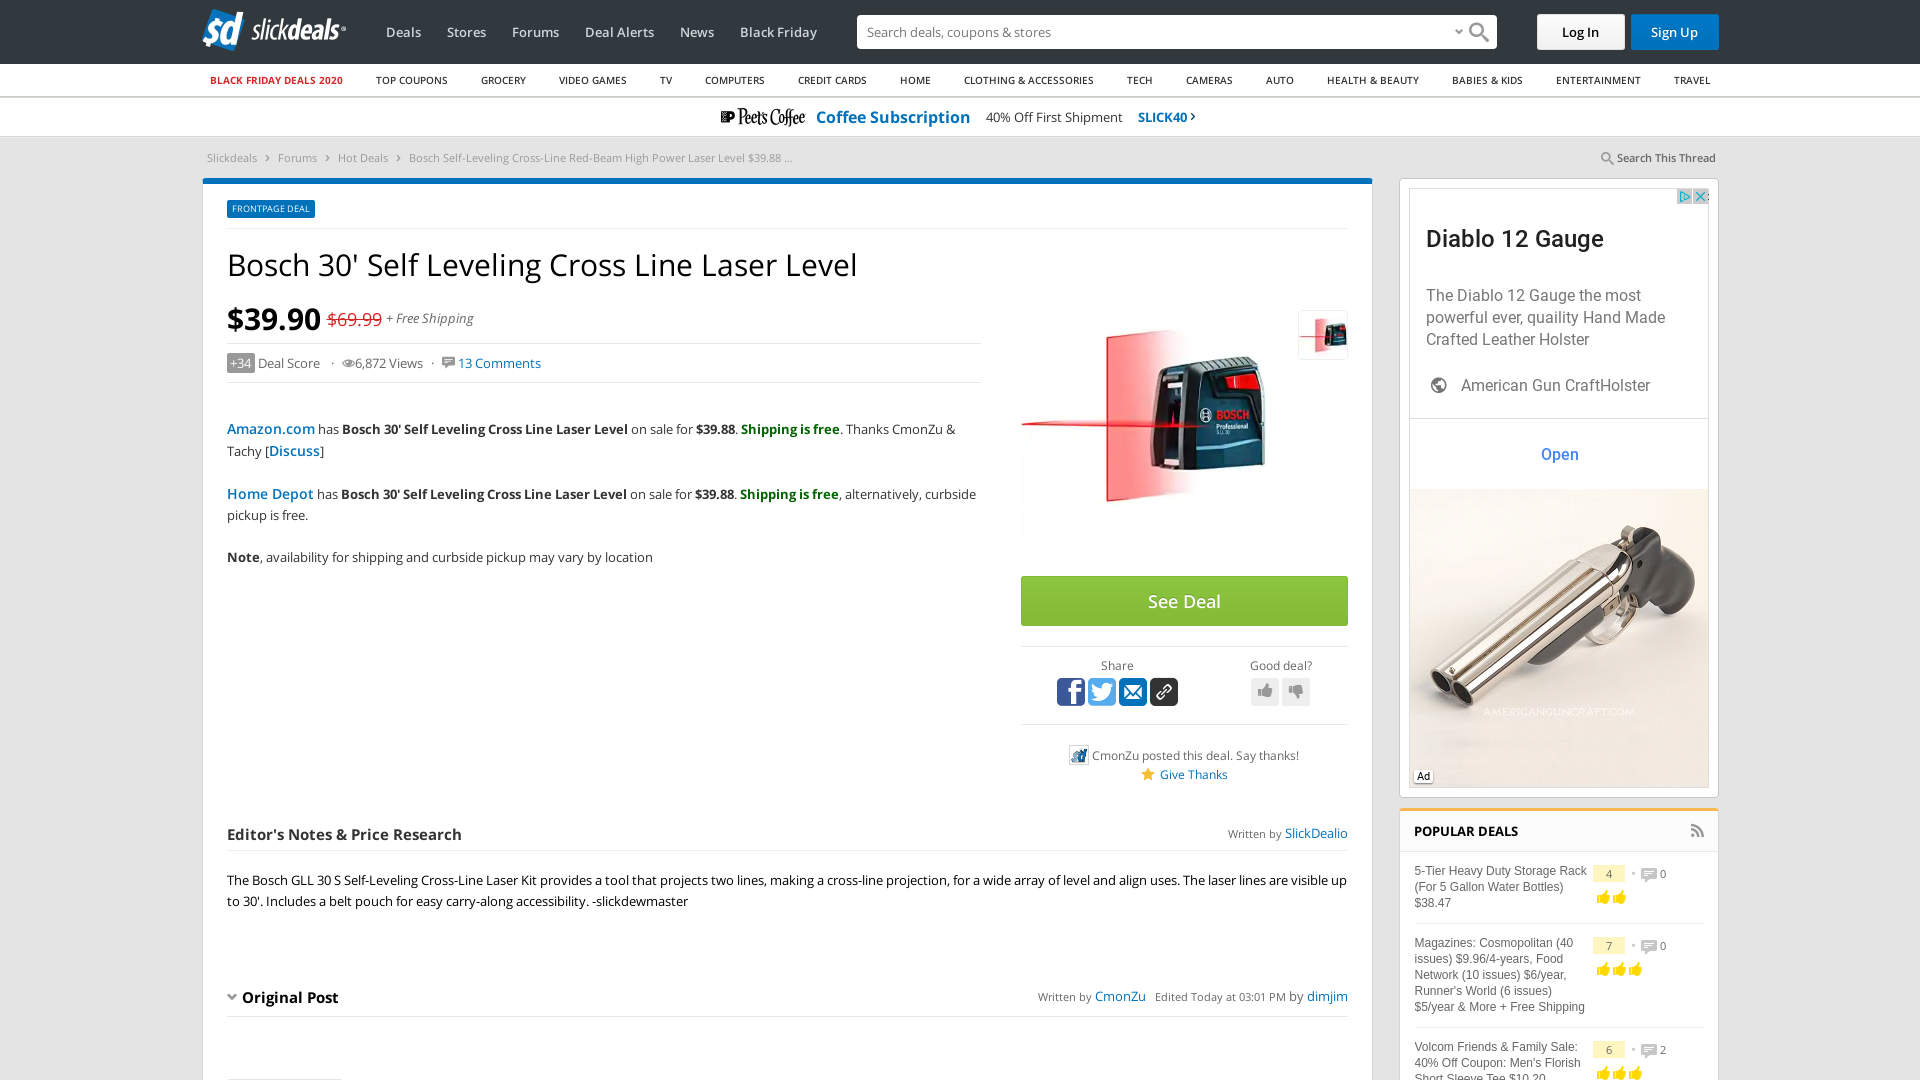 slickdeals
Deals Stores Forums Deal Alerts News Black Friday
Search deals, coupons & stores
Log In
Sign Up
BLACK FRIDAY DEALS 2020 TOP COUPONS GROCERY VIDEO GAMES TV COMPUTERS CREDIT CARDS HOME CLOTHING & ACCESSORIES TECH CAMERAS AUTO HEALTH & BEAUTY BABIES & KIDS ENTERTAINMENT TRAVEL
Peet's Coffee Coffee Subscription 40% Off First Shipment SLICK40
Slickdeals Forums Hot Deals Bosch Self-Leveling Cross-Line Red-Beam High Power Laser Level $39.88 ...
Search This Thread
FRONTPAGE DEAL
Bosch 30' Self Leveling Cross Line Laser Level
$39.90 $69.99 + Free Shipping
+34 Deal Score · 6,872 Views · 13 Comments
Amazon.com has Bosch 30' Self Leveling Cross Line Laser Level on sale for $39.88. Shipping is free. Thanks CmonZu &
Tachy [Discuss]
Home Depot has Bosch 30' Self Leveling Cross Line Laser Level on sale for $39.88. Shipping is free, alternatively, curbside
pickup is free.
Note, availability for shipping and curbside pickup may vary by location
BOSCH
Professional
See Deal
Share
Good deal?
CmonZu posted this deal. Say thanks!
Give Thanks
Editor's Notes & Price Research
Written by SlickDealio
The Bosch GLL 30 S Self-Leveling Cross-Line Laser Kit provides a tool that projects two lines, making a cross-line projection, for a wide array of level and align uses. The laser lines are visible up
to 30'. Includes a belt pouch for easy carry-along accessibility. -slickdewmaster
Original Post
Written by CmonZu Edited Today at 03:01 PM by dimjim
Diablo 12 Gauge
The Diablo 12 Gauge the most
powerful ever, quaility Hand Made
Crafted Leather Holster
American Gun CraftHolster
Open
AMERICANGUNCRAFT.COM
Ad
POPULAR DEALS
5-Tier Heavy Duty Storage Rack
(For 5 Gallon Water Bottles)
$38.47
4 0
Magazines: Cosmopolitan (40
issues) $9.96/4-years, Food
Network (10 issues) $6/year,
Runner's World (6 issues)
$5/year & More + Free Shipping
7 0
Volcom Friends & Family Sale:
40% Off Coupon: Men's Florish
Short Sleeve Tee $10.20
6 2